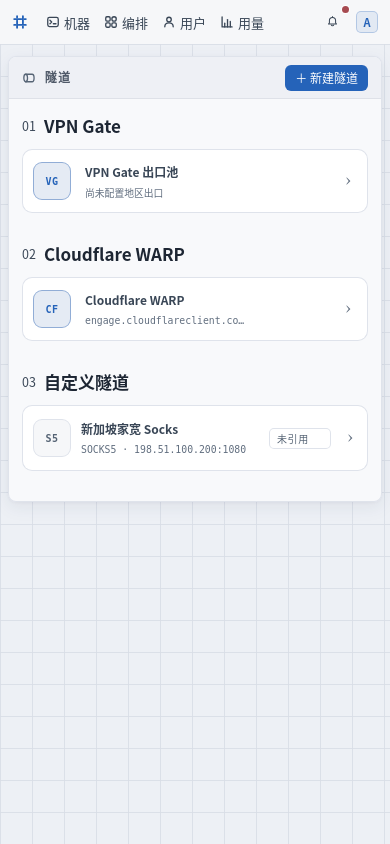 机器 编排 用户 用量 A
隧道 + 新建隧道
01 VPN Gate
VG VPN Gate 出口池
尚未配置地区出口
02 Cloudflare WARP
CF Cloudflare WARP
engage.cloudflareclient.co…
03 自定义隧道
S5 新加坡家宽 Socks
SOCKS5 · 198.51.100.200:1080
未引用